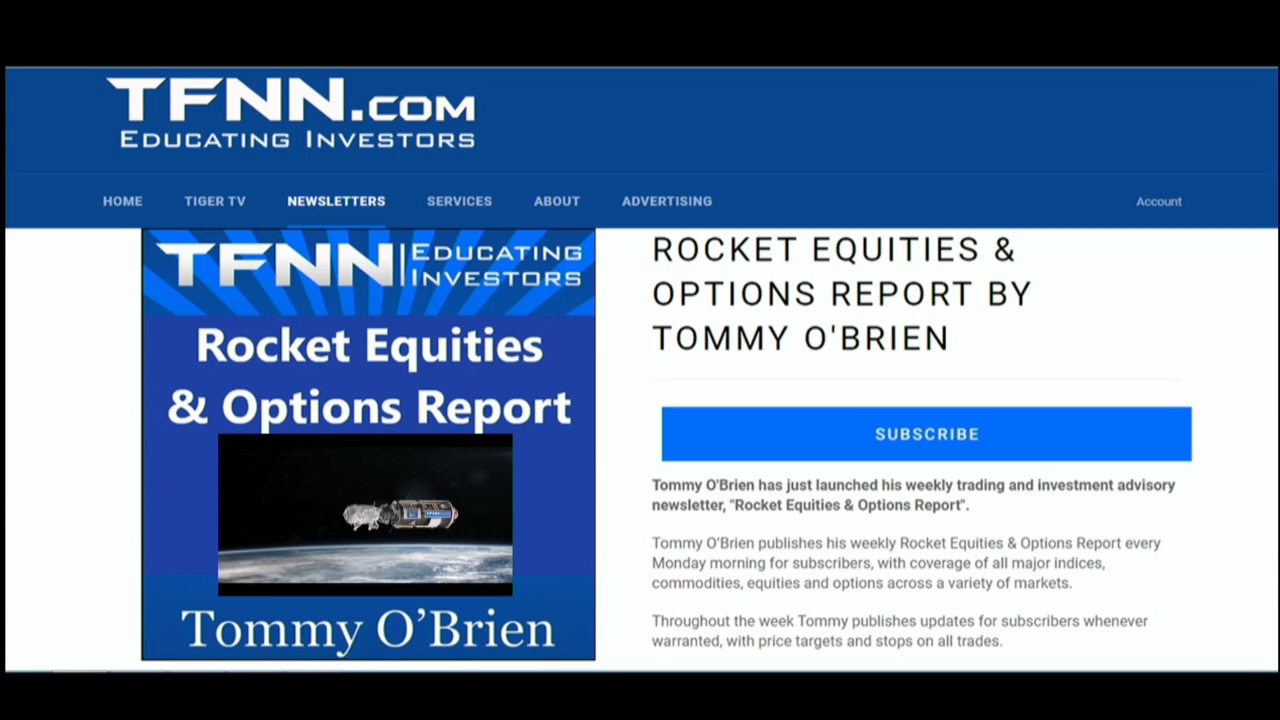 TFNN.COM
EDUCATING INVESTORS
HOME TIGER TV NEWSLETTERS SERVICES ABOUT ADVERTISING Account
TFNN EDUCATING
INVESTORS
Rocket Equities
& Options Report
Tommy O’Brien
ROCKET EQUITIES &
OPTIONS REPORT BY
TOMMY O'BRIEN
SUBSCRIBE
Tommy O'Brien has just launched his weekly trading and investment advisory
newsletter, "Rocket Equities & Options Report".
Tommy O'Brien publishes his weekly Rocket Equities & Options Report every
Monday morning for subscribers, with coverage of all major indices,
commodities, equities and options across a variety of markets.
Throughout the week Tommy publishes updates for subscribers whenever
warranted, with price targets and stops on all trades.